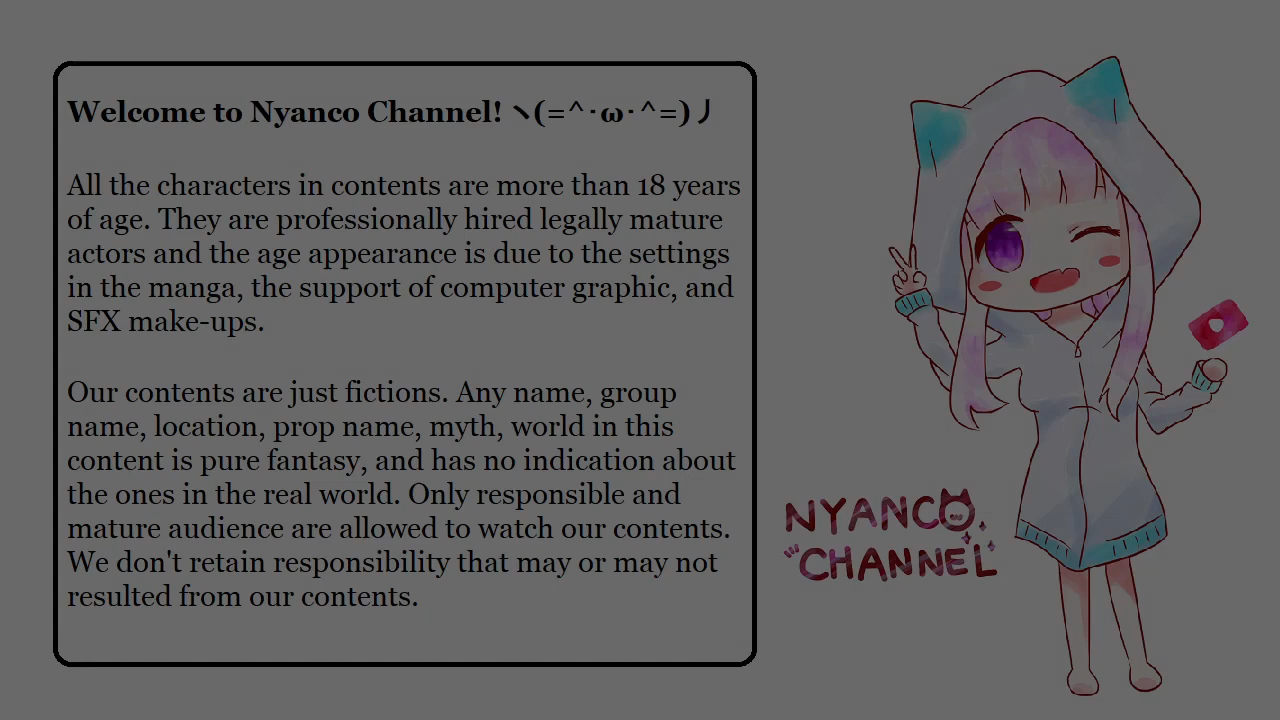 Welcome to Nyanco Channel! ヽ(=^･ω･^=)丿
All the characters in contents are more than 18 years
of age. They are professionally hired legally mature
actors and the age appearance is due to the settings
in the manga, the support of computer graphic, and
SFX make-ups.
Our contents are just fictions. Any name, group
name, location, prop name, myth, world in this
content is pure fantasy, and has no indication about
the ones in the real world. Only responsible and
mature audience are allowed to watch our contents.
We don't retain responsibility that may or may not
resulted from our contents.
NYANCO
CHANNEL